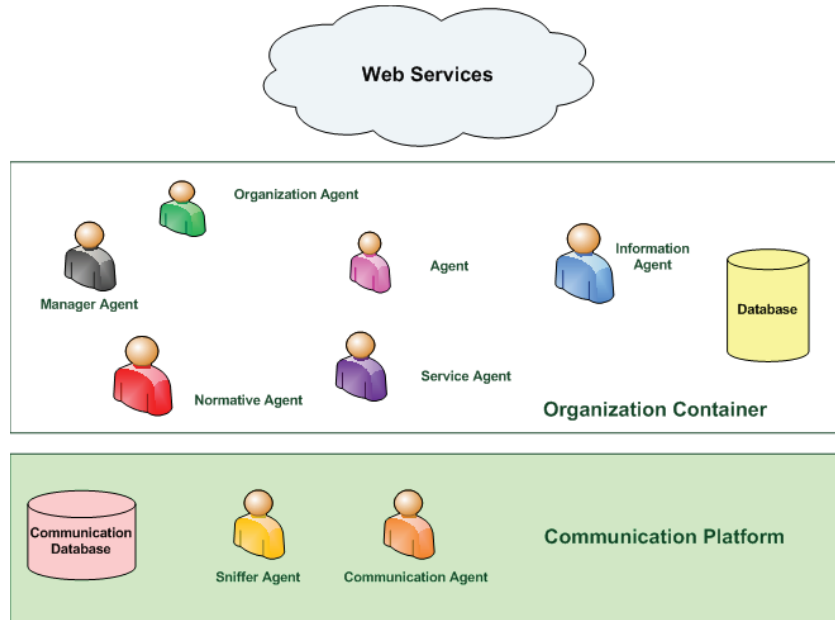 Web Services
Organization Agent
Information
Agent
Agent
Manager Agent
Database
Service Agent
Normative Agent
Organization Container
Communication
Database
Communication Platform
Sniffer Agent
Communication Agent